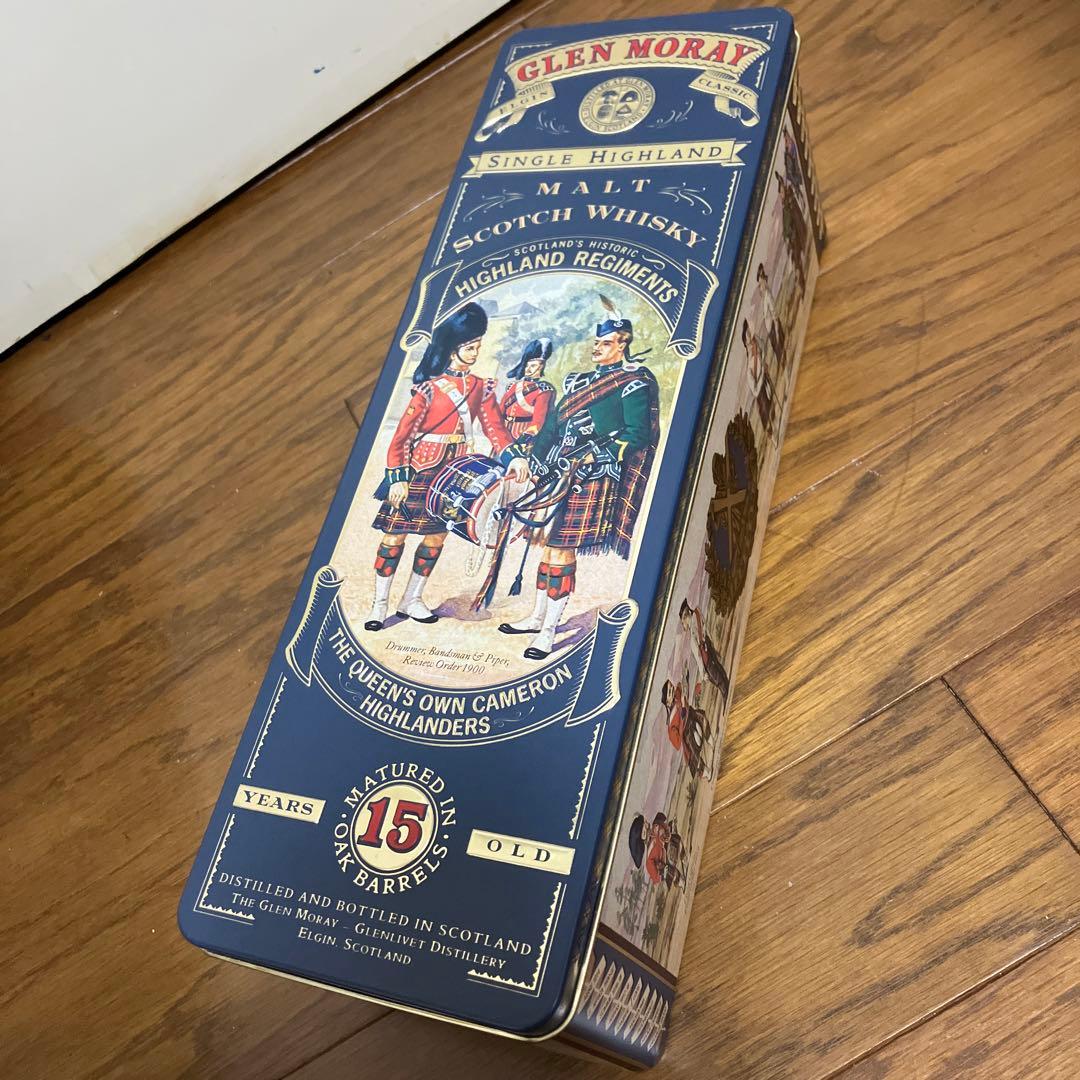 GLEN MORAY
ELGIN
CLASSIC
SINGLE HIGHLAND
MALT
SCOTCH WHISKY
SCOTLAND'S HISTORIC
HIGHLAND REGIMENTS
Drummer, Bandsman & Piper,
Review Order 1900
THE QUEEN'S OWN CAMERON
HIGHLANDERS
YEARS
MATURED IN
15
OAK BARRELS
OLD
DISTILLED AND BOTTLED IN SCOTLAND
THE GLEN MORAY - GLENLIVET DISTILLERY
ELGIN. SCOTLAND